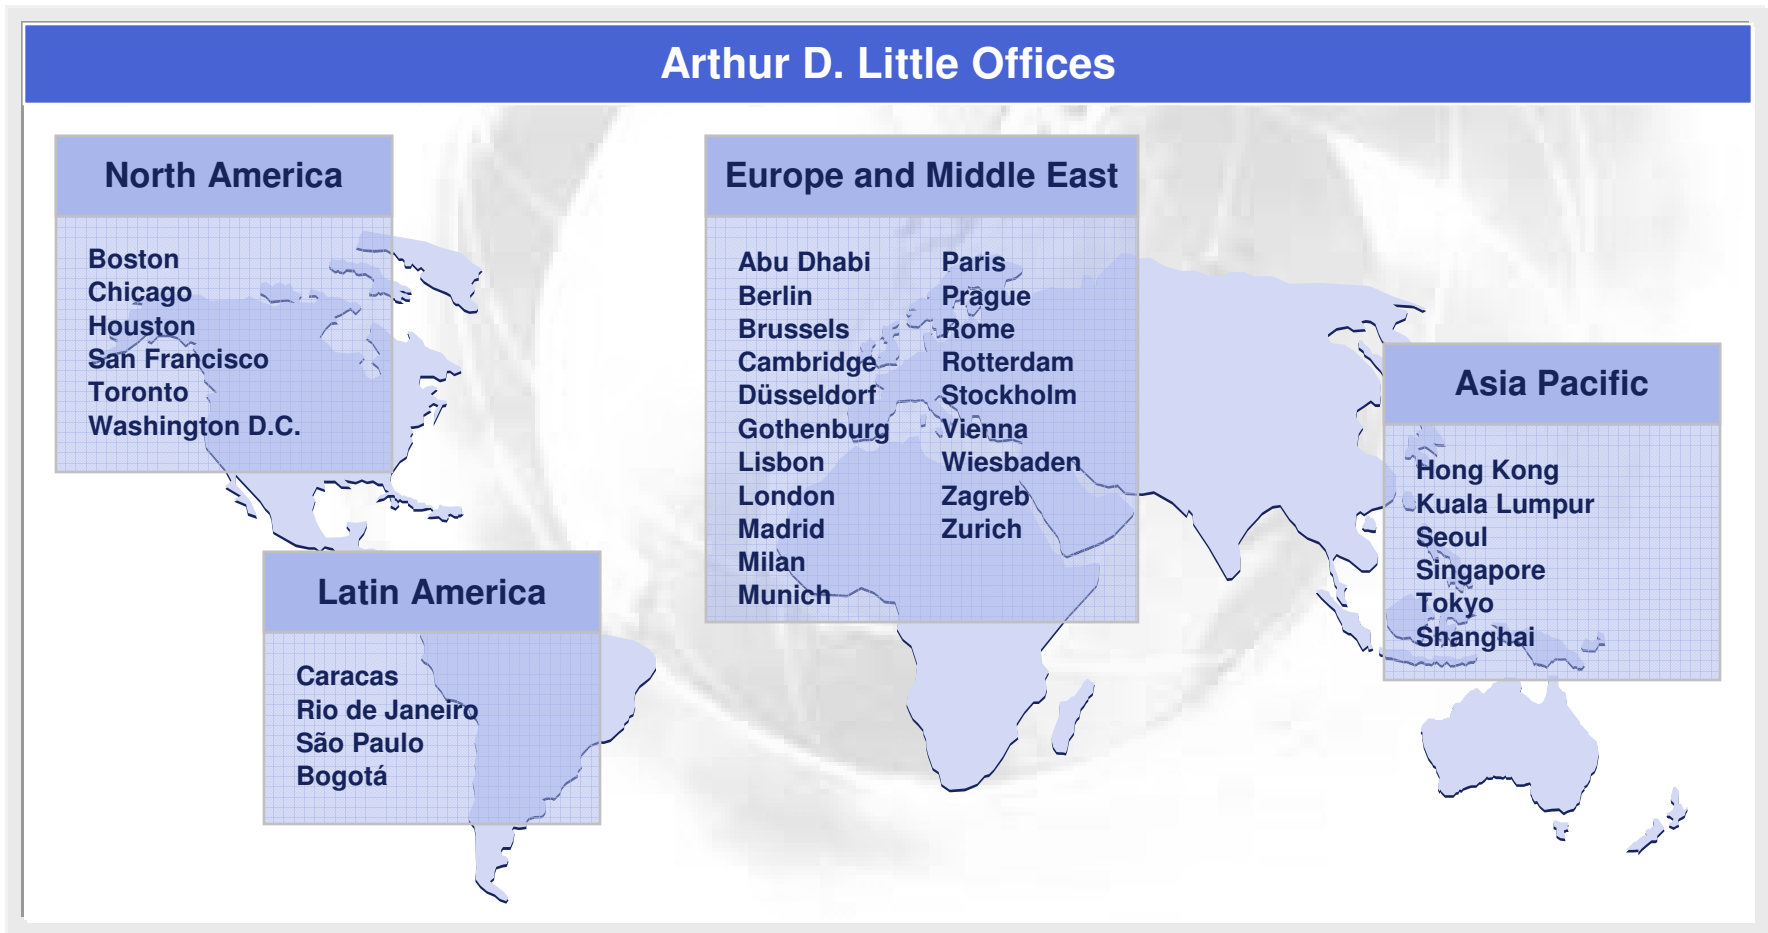 Arthur D. Little Offices
North America
Boston
Chicago
Houston
San Francisco
Toronto
Washington D.C.
Latin America
Caracas
Rio de Janeiro
São Paulo
Bogotá
Europe and Middle East
Abu Dhabi
Berlin
Brussels
Cambridge
Düsseldorf
Gothenburg
Lisbon
London
Madrid
Milan
Munich
Paris
Prague
Rome
Rotterdam
Stockholm
Vienna
Wiesbaden
Zagreb
Zurich
Asia Pacific
Hong Kong
Kuala Lumpur
Seoul
Singapore
Tokyo
Shanghai